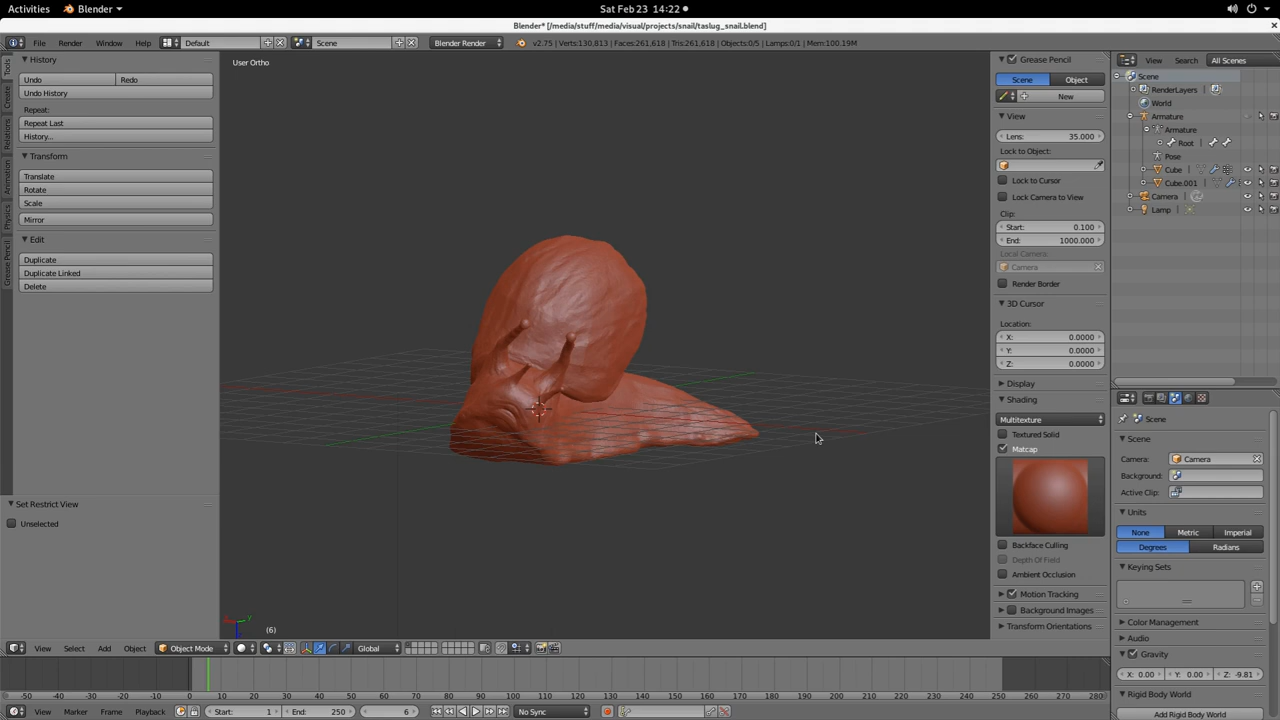 Activities Blender Sat Feb 23 14:22
Blender* [/media/stuff/media/visual/projects/snail/taslug_snail.blend]
File Render Window Help Default Scene Blender Render v2.75 | Verts:130,813 | Faces:261,618 | Tris:261,618 | Objects:0/5 | Lamps:0/1 | Mem:100.19M
View Search All Scenes
Tools
Create
Relations
Animation
Physics
Grease Pencil
History
Undo Redo
Undo History
Repeat:
Repeat Last
History...
Transform
Translate
Rotate
Scale
Mirror
Edit
Duplicate
Duplicate Linked
Delete
Set Restrict View
Unselected
User Ortho
(6)
Grease Pencil
Scene Object
New
View
Lens: 35.000
Lock to Object:
Lock to Cursor
Lock Camera to View
Clip:
Start: 0.100
End: 1000.000
Local Camera:
Camera
Render Border
3D Cursor
Location:
X: 0.0000
Y: 0.0000
Z: 0.0000
Display
Shading
Multitexture
Textured Solid
Matcap
Backface Culling
Depth Of Field
Ambient Occlusion
Motion Tracking
Background Images
Transform Orientations
Scene
RenderLayers
World
Armature
Armature
Root
Pose
Cube
Cube.001
Camera
Lamp
Scene
Scene
Camera: Camera
Background:
Active Clip:
Units
None Metric Imperial
Degrees Radians
Keying Sets
Color Management
Audio
Gravity
X: 0.00 Y: 0.00 Z: -9.81
Rigid Body World
Add Rigid Body World
View Select Add Object Object Mode Global
-50 -40 -30 -20 -10 0 10 20 30 40 50 60 70 80 90 100 110 120 130 140 150 160 170 180 190 200 210 220 230 240 250 260 270 280
View Marker Frame Playback Start: 1 End: 250 6 No Sync